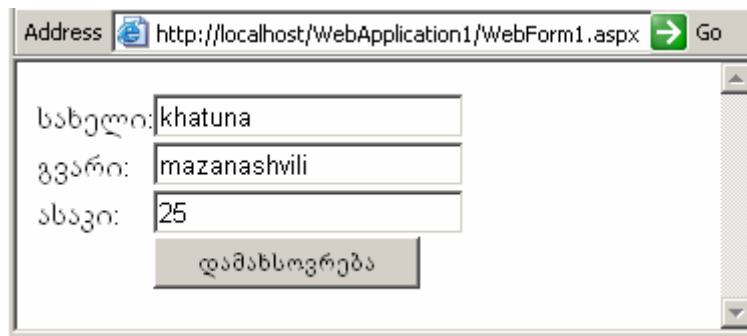 Address http://localhost/WebApplication1/WebForm1.aspx Go
სახელი: khatuna
გვარი: mazanashvili
ასაკი: 25
დამახსოვრება